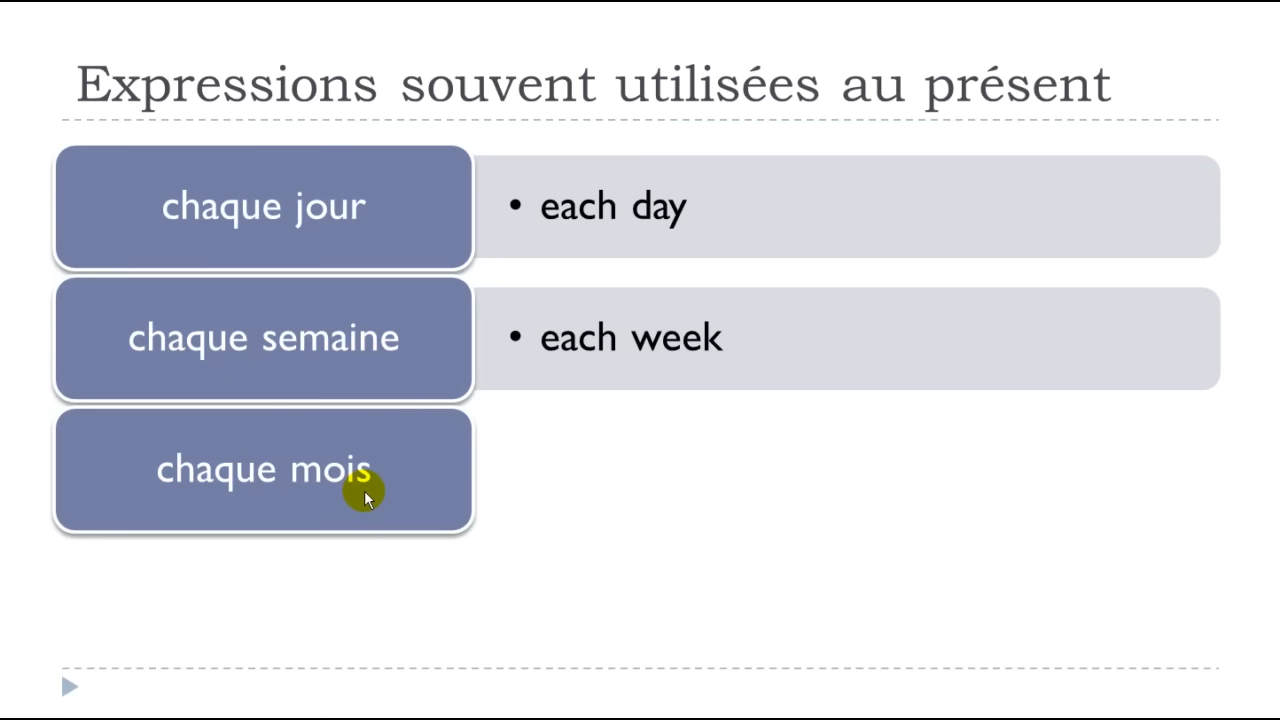 Expressions souvent utilisées au présent
chaque jour
• each day
chaque semaine
• each week
chaque mois